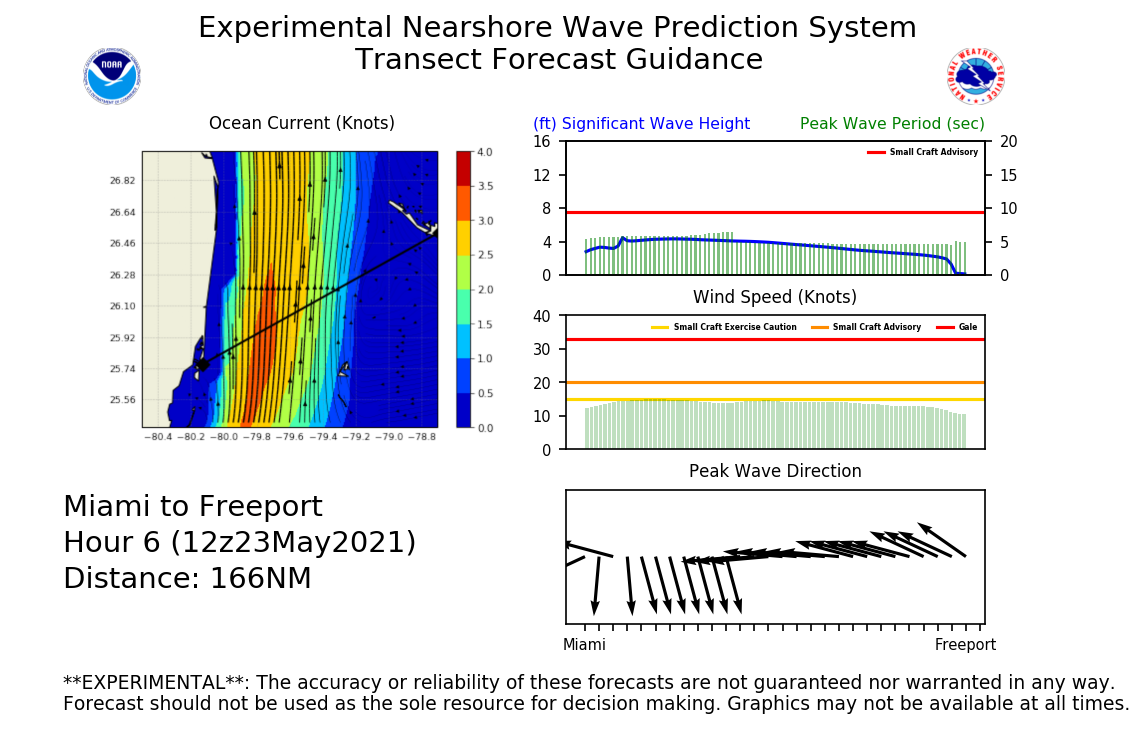 Experimental Nearshore Wave Prediction System
Transect Forecast Guidance
NOAA
NATIONAL WEATHER SERVICE
Ocean Current (Knots)
26.82
26.64
26.46
26.28
26.10
25.92
25.74
25.56
−80.4 −80.2 −80.0 −79.8 −79.6 −79.4 −79.2 −79.0 −78.8
4.0
3.5
3.0
2.5
2.0
1.5
1.0
0.5
0.0
(ft) Significant Wave Height Peak Wave Period (sec)
16 20
Small Craft Advisory
12 15
8 10
4 5
0 0
Wind Speed (Knots)
40
Small Craft Exercise Caution Small Craft Advisory Gale
30
20
10
0
Peak Wave Direction
Miami Freeport
Miami to Freeport
Hour 6 (12z23May2021)
Distance: 166NM
**EXPERIMENTAL**: The accuracy or reliability of these forecasts are not guaranteed nor warranted in any way.
Forecast should not be used as the sole resource for decision making. Graphics may not be available at all times.